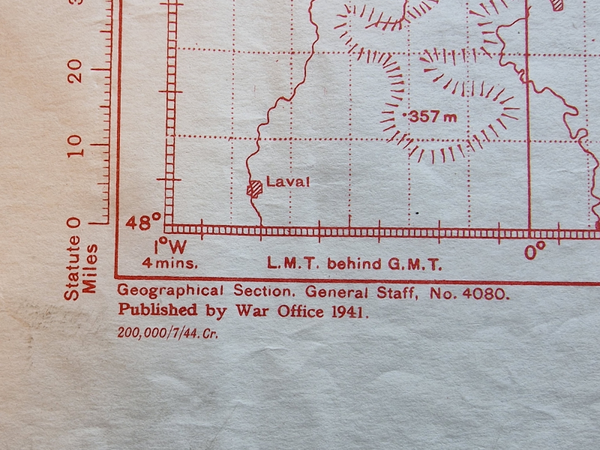 20
357 m
10
Laval
0
48°
1°W
0°
4 mins.
L.M.T. behind G.M.T.
Statute
Miles
Geographical Section, General Staff, No. 4080.
Published by War Office 1941.
200,000/7/44. Cr.